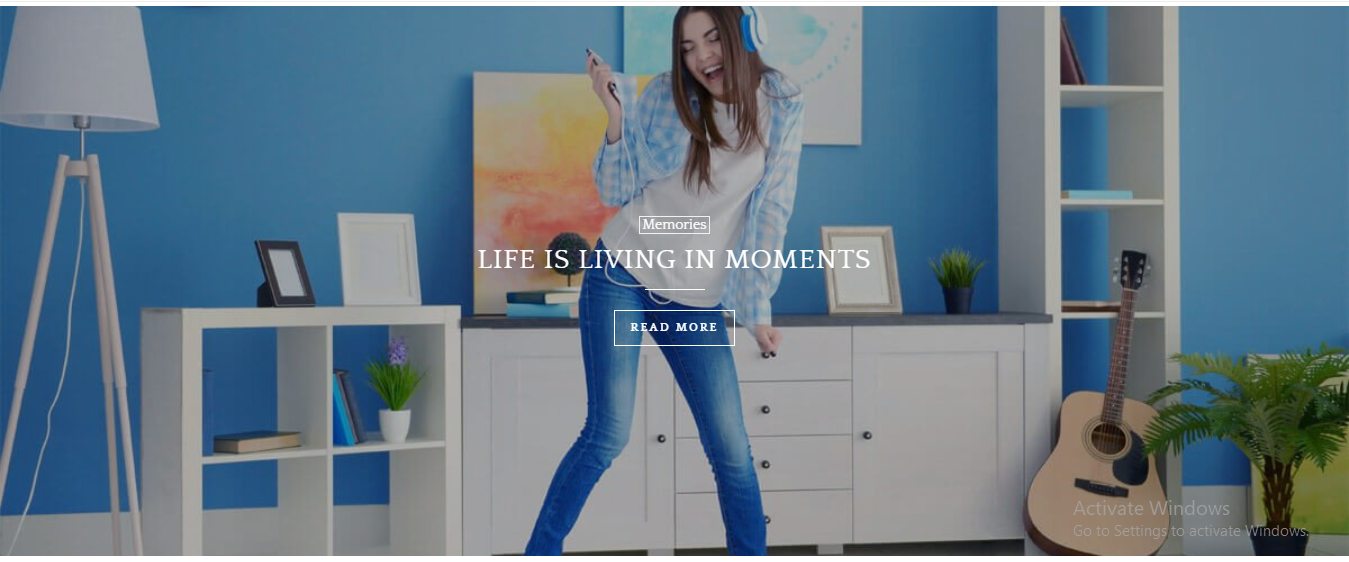 Memories
LIFE IS LIVING IN MOMENTS
READ MORE
Activate Windows
Go to Settings to activate Windows.